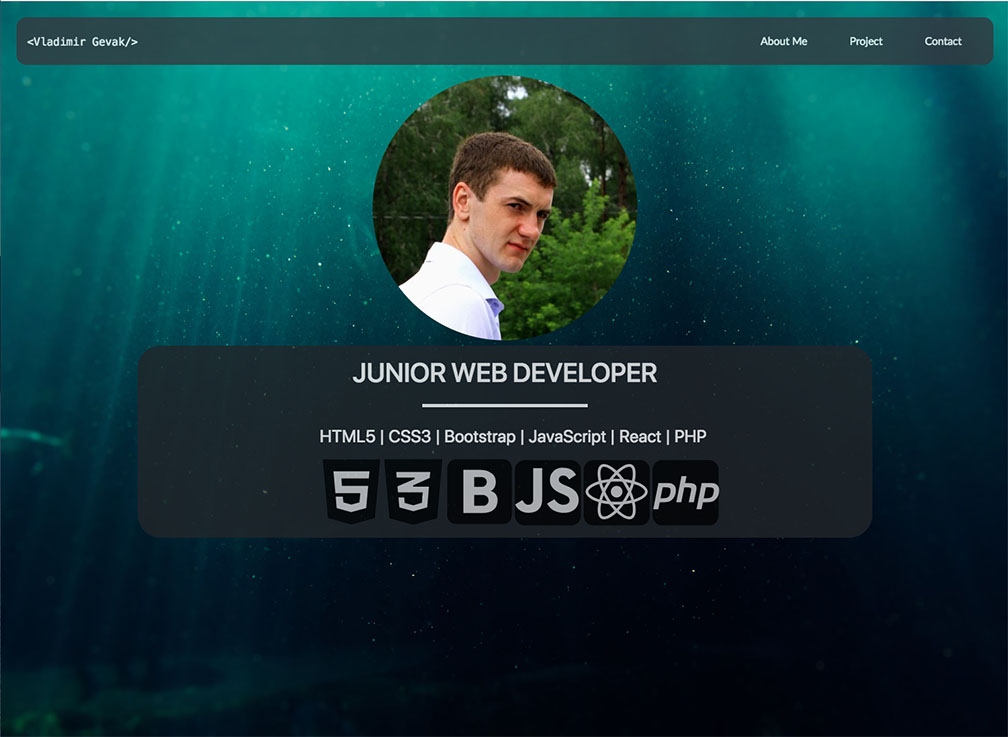 <Vladimir Gevak/>
About Me
Project
Contact
JUNIOR WEB DEVELOPER
HTML5 | CSS3 | Bootstrap | JavaScript | React | PHP
5 3 B JS php